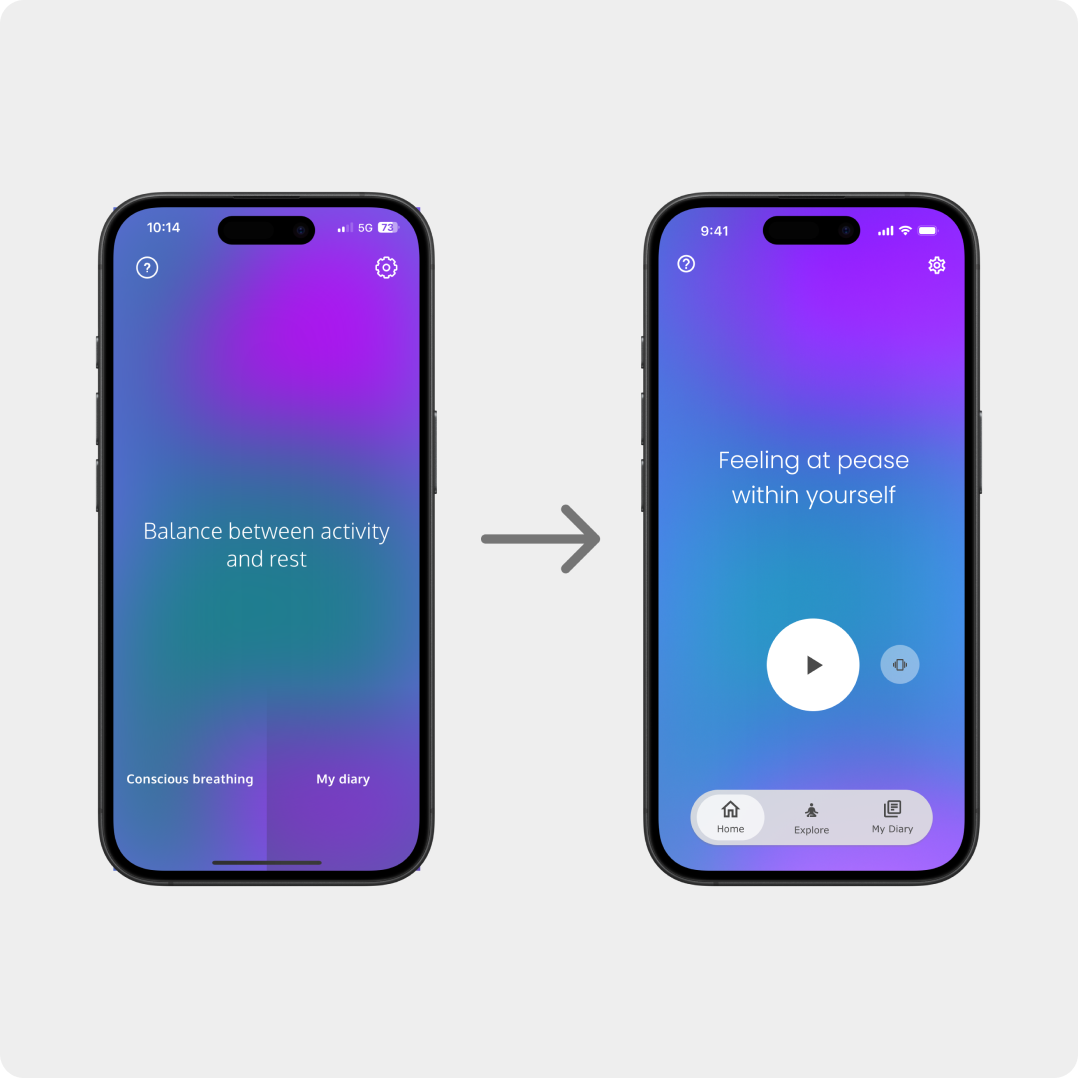 10:14
5G
73
?
Balance between activity
and rest
Conscious breathing
My diary
9:41
?
Feeling at pease
within yourself
Home
Explore
My Diary